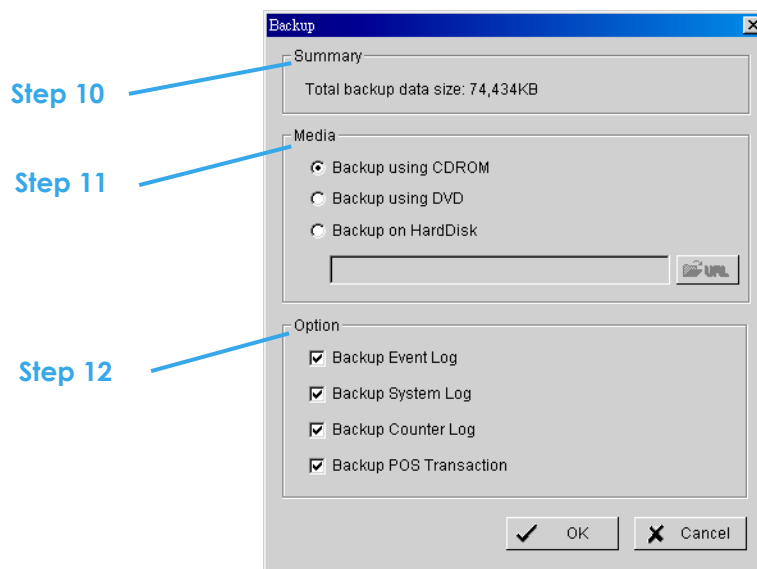 Backup
Summary
Step 10
Total backup data size: 74,434KB
Media
Backup using CDROM
Step 11
Backup using DVD
Backup on HardDisk
URL
Option
Backup Event Log
Step 12
Backup System Log
Backup Counter Log
Backup POS Transaction
OK Cancel